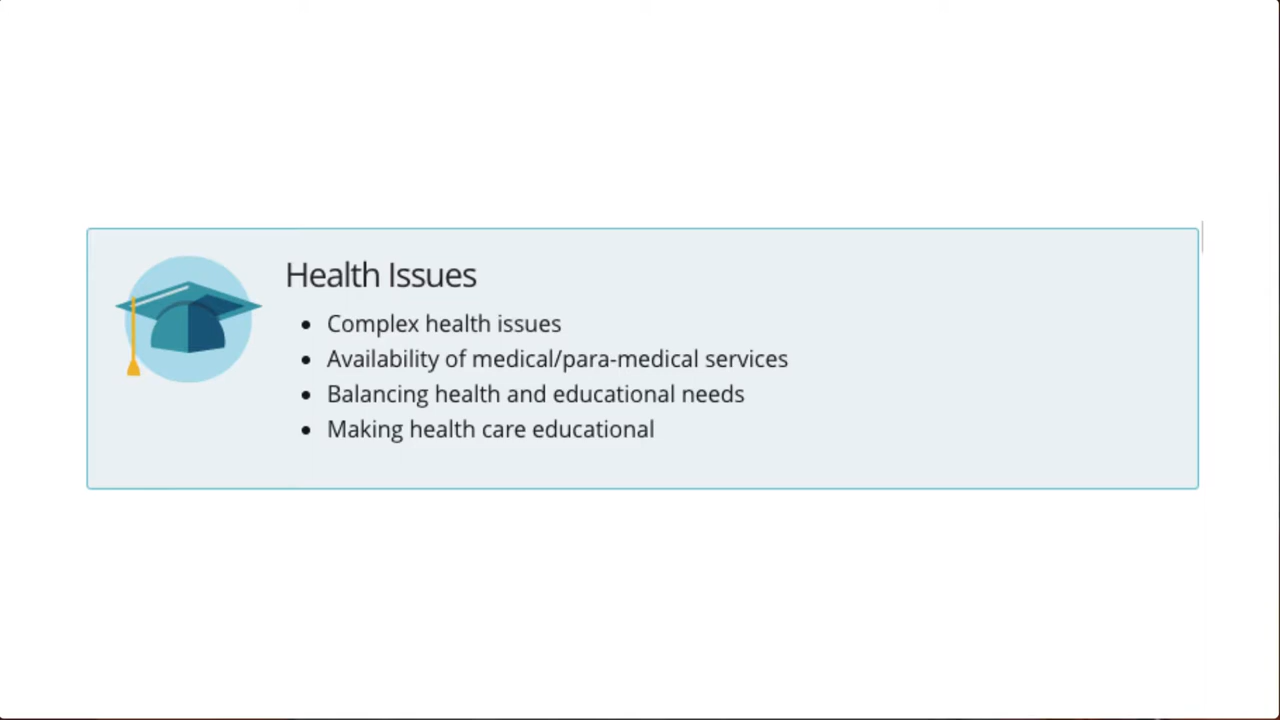 Health Issues
Complex health issues
Availability of medical/para-medical services
Balancing health and educational needs
Making health care educational